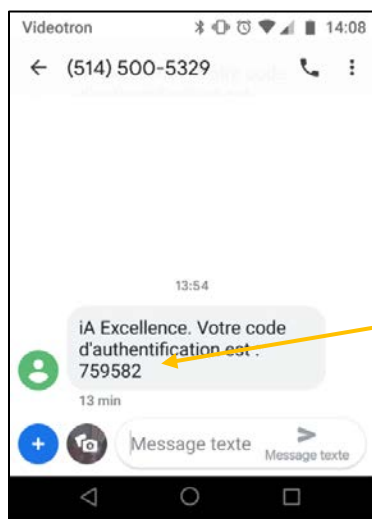 Videotron 14:08
(514) 500-5329
13:54
iA Excellence. Votre code
d'authentification est :
759582
13 min
Message texte
Message texte